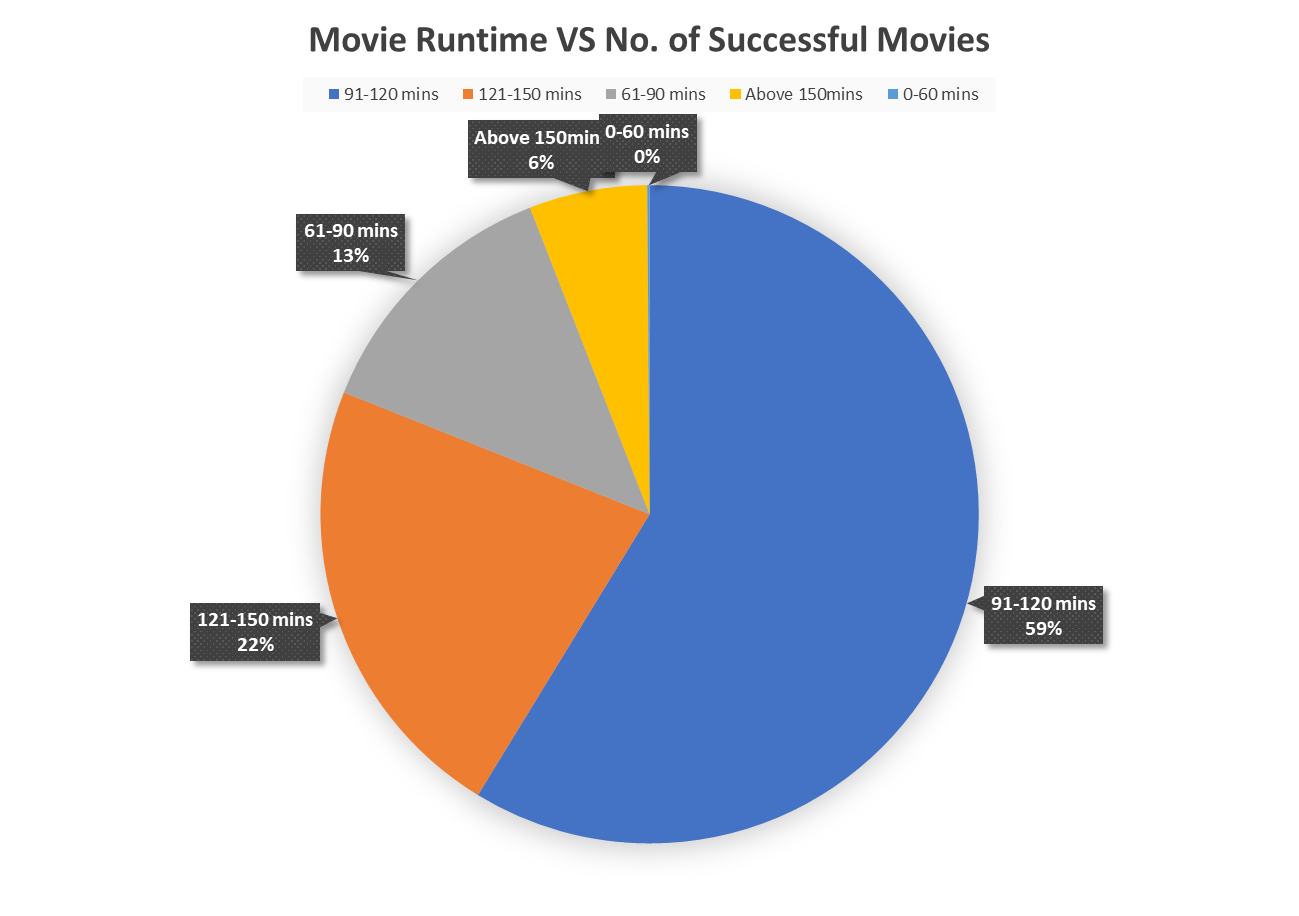 Movie Runtime VS No. of Successful Movies
91-120 mins 121-150 mins 61-90 mins Above 150mins 0-60 mins
Above 150min
6%
0-60 mins
0%
61-90 mins
13%
121-150 mins
22%
91-120 mins
59%